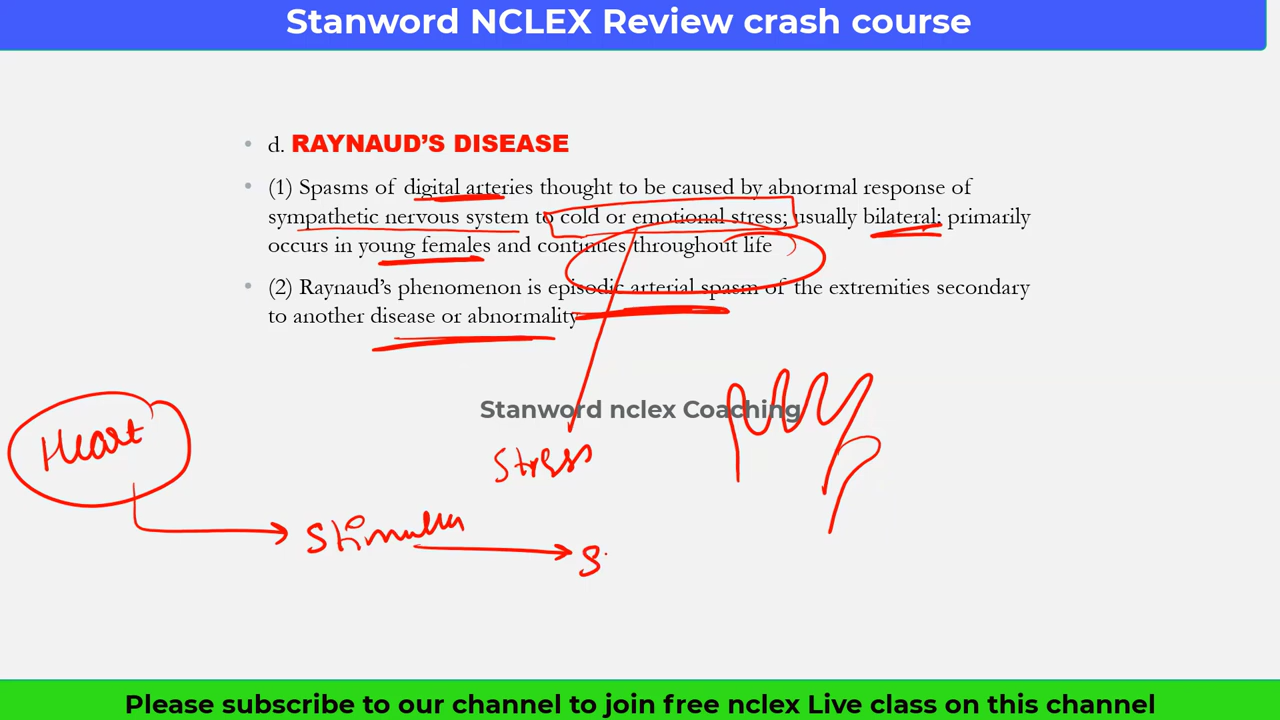 Stanword NCLEX Review crash course
• d. RAYNAUD'S DISEASE
• (1) Spasms of digital arteries thought to be caused by abnormal response of
sympathetic nervous system to cold or emotional stress; usually bilateral; primarily
occurs in young females and continues throughout life
• (2) Raynaud's phenomenon is episodic arterial spasm of the extremities secondary
to another disease or abnormality
Stanword nclex Coaching
Heart
Stress
S
Please subscribe to our channel to join free nclex Live class on this channel